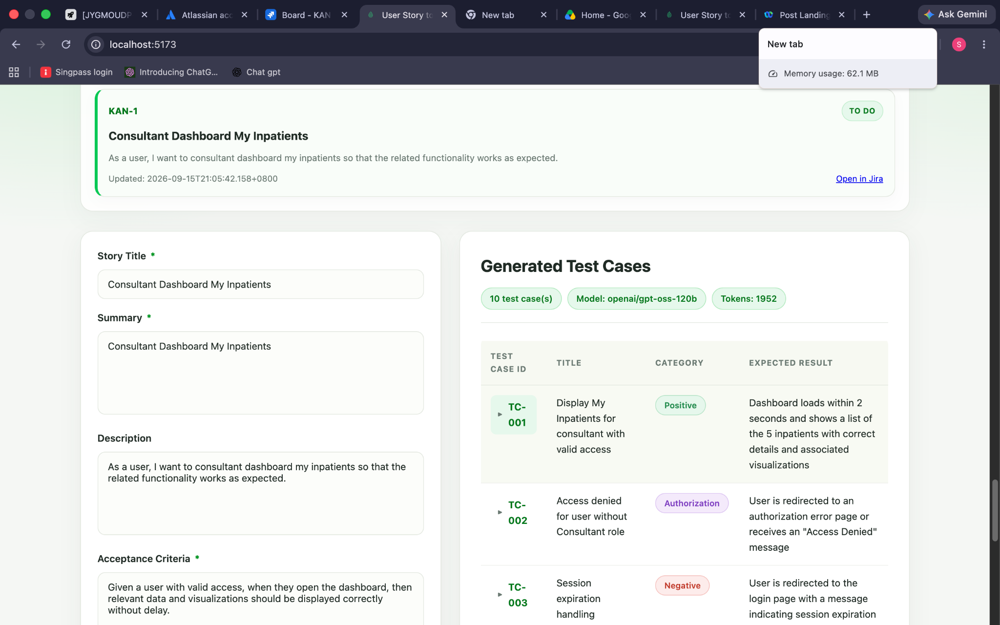 [JYGMOUDP
Atlassian acc
Board - KAN
User Story to
New tab
Home - Goo
User Story to
Post Landing
Ask Gemini
localhost:5173
New tab
Memory usage: 62.1 MB
S
Singpass login
Introducing ChatG...
Chat gpt
KAN-1
TO DO
Consultant Dashboard My Inpatients
As a user, I want to consultant dashboard my inpatients so that the related functionality works as expected.
Updated: 2026-09-15T21:05:42.158+0800
Open in Jira
Story Title *
Consultant Dashboard My Inpatients
Summary *
Consultant Dashboard My Inpatients
Description
As a user, I want to consultant dashboard my inpatients so that the
related functionality works as expected.
Acceptance Criteria *
Given a user with valid access, when they open the dashboard, then
relevant data and visualizations should be displayed correctly
without delay.
Generated Test Cases
10 test case(s)
Model: openai/gpt-oss-120b
Tokens: 1952
TEST
CASE ID
TITLE
CATEGORY
EXPECTED RESULT
TC-
001
Display My
Inpatients for
consultant with
valid access
Positive
Dashboard loads within 2
seconds and shows a list of
the 5 inpatients with correct
details and associated
visualizations
TC-
002
Access denied
for user without
Consultant role
Authorization
User is redirected to an
authorization error page or
receives an "Access Denied"
message
TC-
003
Session
expiration
handling
Negative
User is redirected to the
login page with a message
indicating session expiration